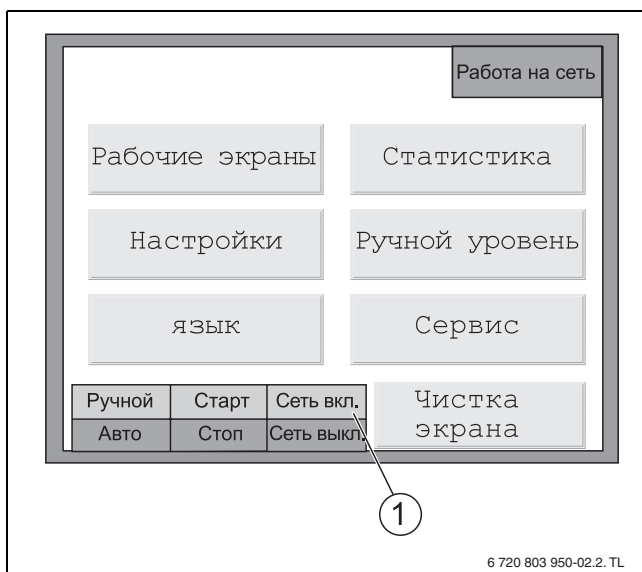 Работа на сеть
Рабочие экраны
Статистика
Настройки
Ручной уровень
язык
Сервис
Ручной Старт Сеть вкл.
Авто Стоп Сеть выкл.
Чистка
экрана
1
6 720 803 950-02.2. TL